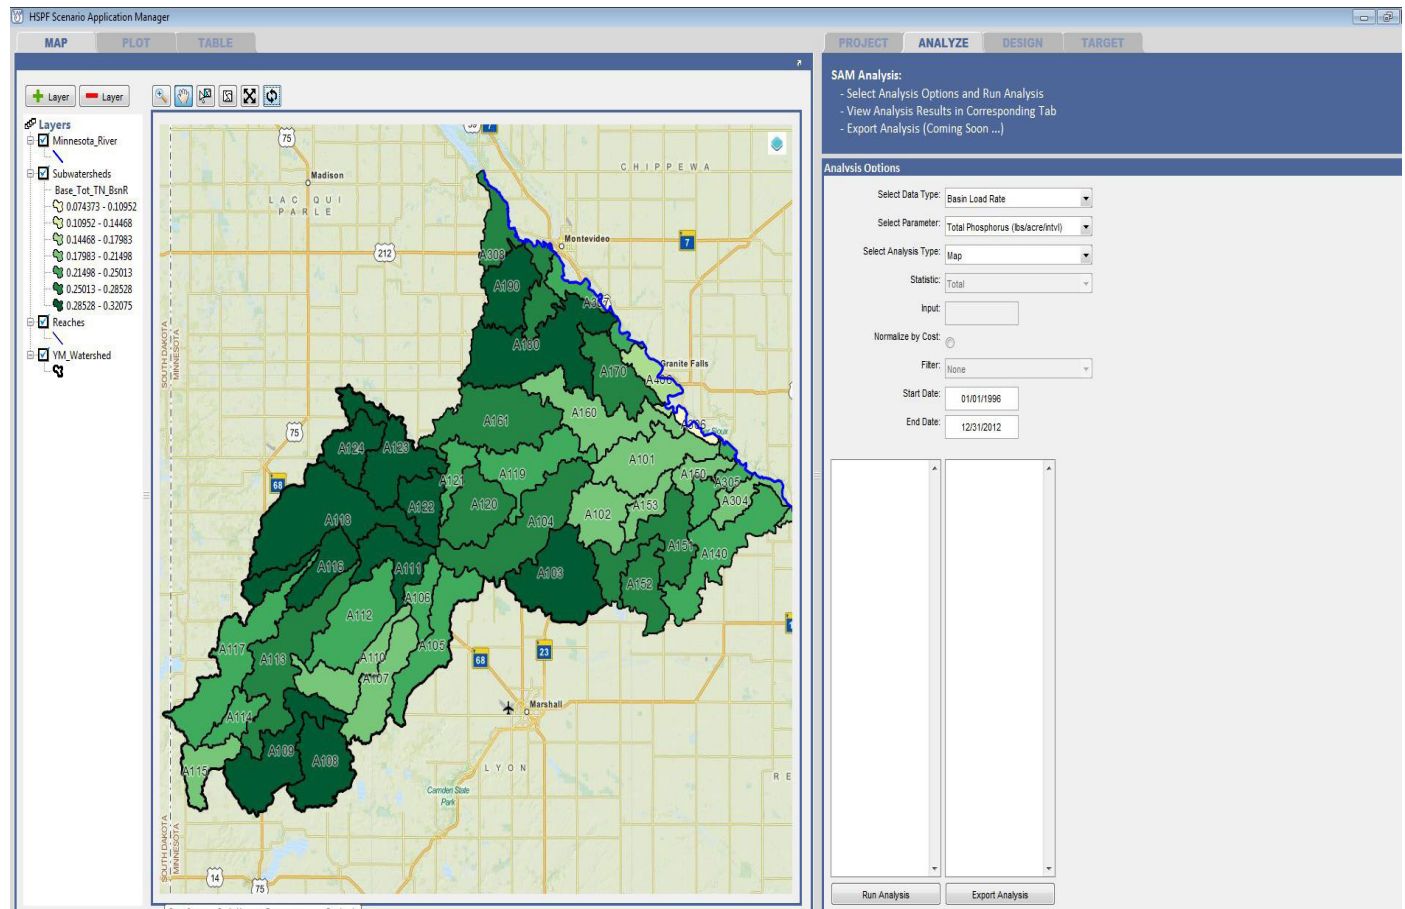 HSPF Scenario Application Manager
MAP
PLOT
TABLE
Layer
Layer
Layers
Minnesota_River
Subwatersheds
Base_Tot_TN_BsnR
0.074373 - 0.10952
0.10952 - 0.14468
0.14468 - 0.17983
0.17983 - 0.21498
0.21498 - 0.25013
0.25013 - 0.28528
0.28528 - 0.32075
Reaches
YM_Watershed
75
7
CHIPPEWA
Madison
LAC QUI
PARLE
212
Montevideo
7
A308
A190
A307
A180
Granite Falls
A170
SOUTH DAKOTA
MINNESOTA
A160
A161
75
A124
A123
A101
A119
68
A121
A150
A305
A122
A120
A153
A304
A118
A104
A102
A151
A140
A116
A111
A103
A152
A106
A112
A117
A113
A110
A105
68
23
A107
Marshall
A114
A109
A108
A115
LYON
RE
Camden State
Park
SOUTH DAKOTA
MINNESOTA
14
75
PROJECT
ANALYZE
DESIGN
TARGET
SAM Analysis:
- Select Analysis Options and Run Analysis
- View Analysis Results in Corresponding Tab
- Export Analysis (Coming Soon ...)
Analysis Options
Select Data Type: Basin Load Rate
Select Parameter: Total Phosphorus (lbs/acre/intvl)
Select Analysis Type: Map
Statistic: Total
Input:
Normalize by Cost:
Filter: None
Start Date: 01/01/1996
End Date: 12/31/2012
Run Analysis
Export Analysis